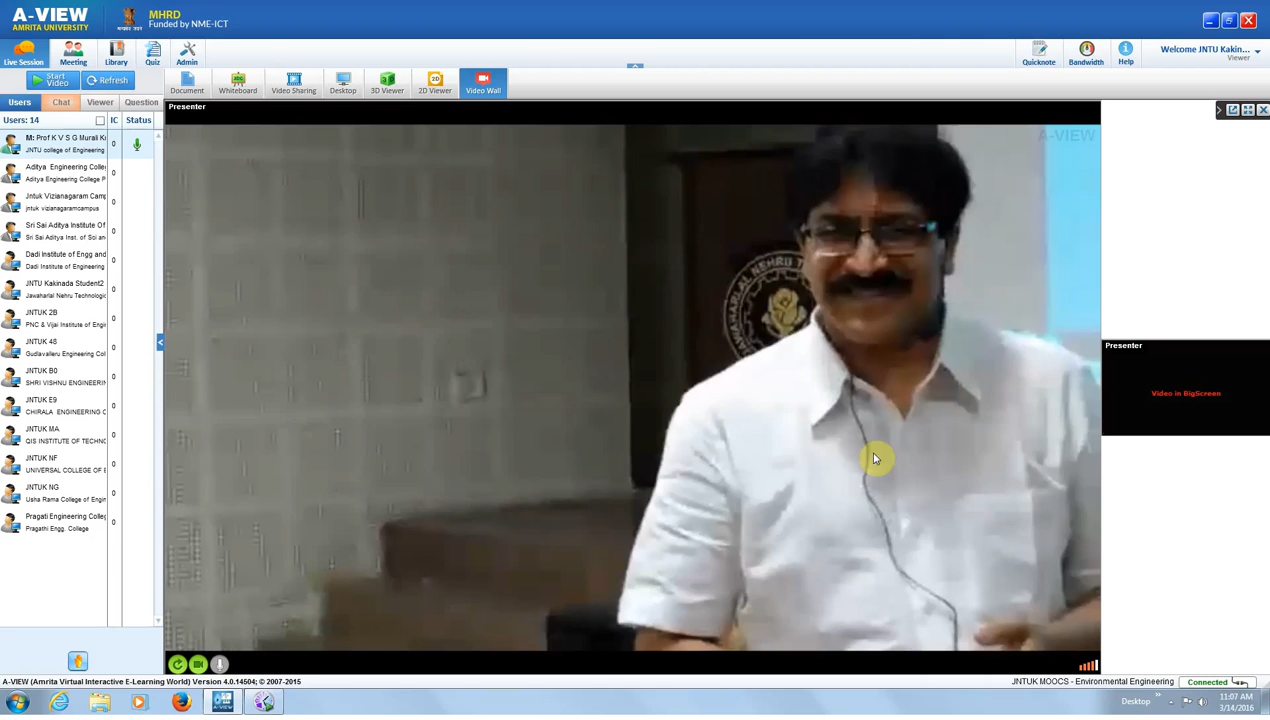 A-VIEW
AMRITA UNIVERSITY
MHRD
Funded by NME-ICT
Live Session
Meeting
Library
Quiz
Admin
Quicknote
Bandwidth
Help
Welcome JNTU Kakin...
Viewer
Start Video
Refresh
Document
Whiteboard
Video Sharing
Desktop
3D Viewer
2D Viewer
Video Wall
Users
Chat
Viewer
Question
Users: 14
IC
Status
Presenter
A-VIEW
M: Prof K V S G Murali K
JNTU college of Engineering
0
Aditya Engineering Colle
Aditya Engineering College P
0
Jntuk Vizianagaram Cam
jntuk vizianagaramcampus
0
Sri Sai Aditya Institute Of
Sri Sai Aditya Inst. of Sci an
0
Dadi Institute of Engg and
Dadi Institute of Engineering
0
JNTU Kakinada Student2
Jawaharlal Nehru Technologic
0
JNTUK 2B
PNC & Vijai Institute of Engi
0
JNTUK 48
Gudlavalleru Engineering Col
0
JNTUK B0
SHRI VISHNU ENGINEERIN
0
JNTUK E9
CHIRALA ENGINEERING C
0
JNTUK MA
QIS INSTITUTE OF TECHNO
0
JNTUK NF
UNIVERSAL COLLEGE OF E
0
JNTUK NG
Usha Rama College of Engin
0
Pragati Engineering Colle
Pragathi Engg. College
0
JAWAHARLAL NEHRU T
Presenter
Video in BigScreen
A-VIEW (Amrita Virtual Interactive E-Learning World) Version 4.0.14504; © 2007-2015
JNTUK MOOCS - Environmental Engineering
Connected
A-VIEW
Desktop
11:07 AM
3/14/2016